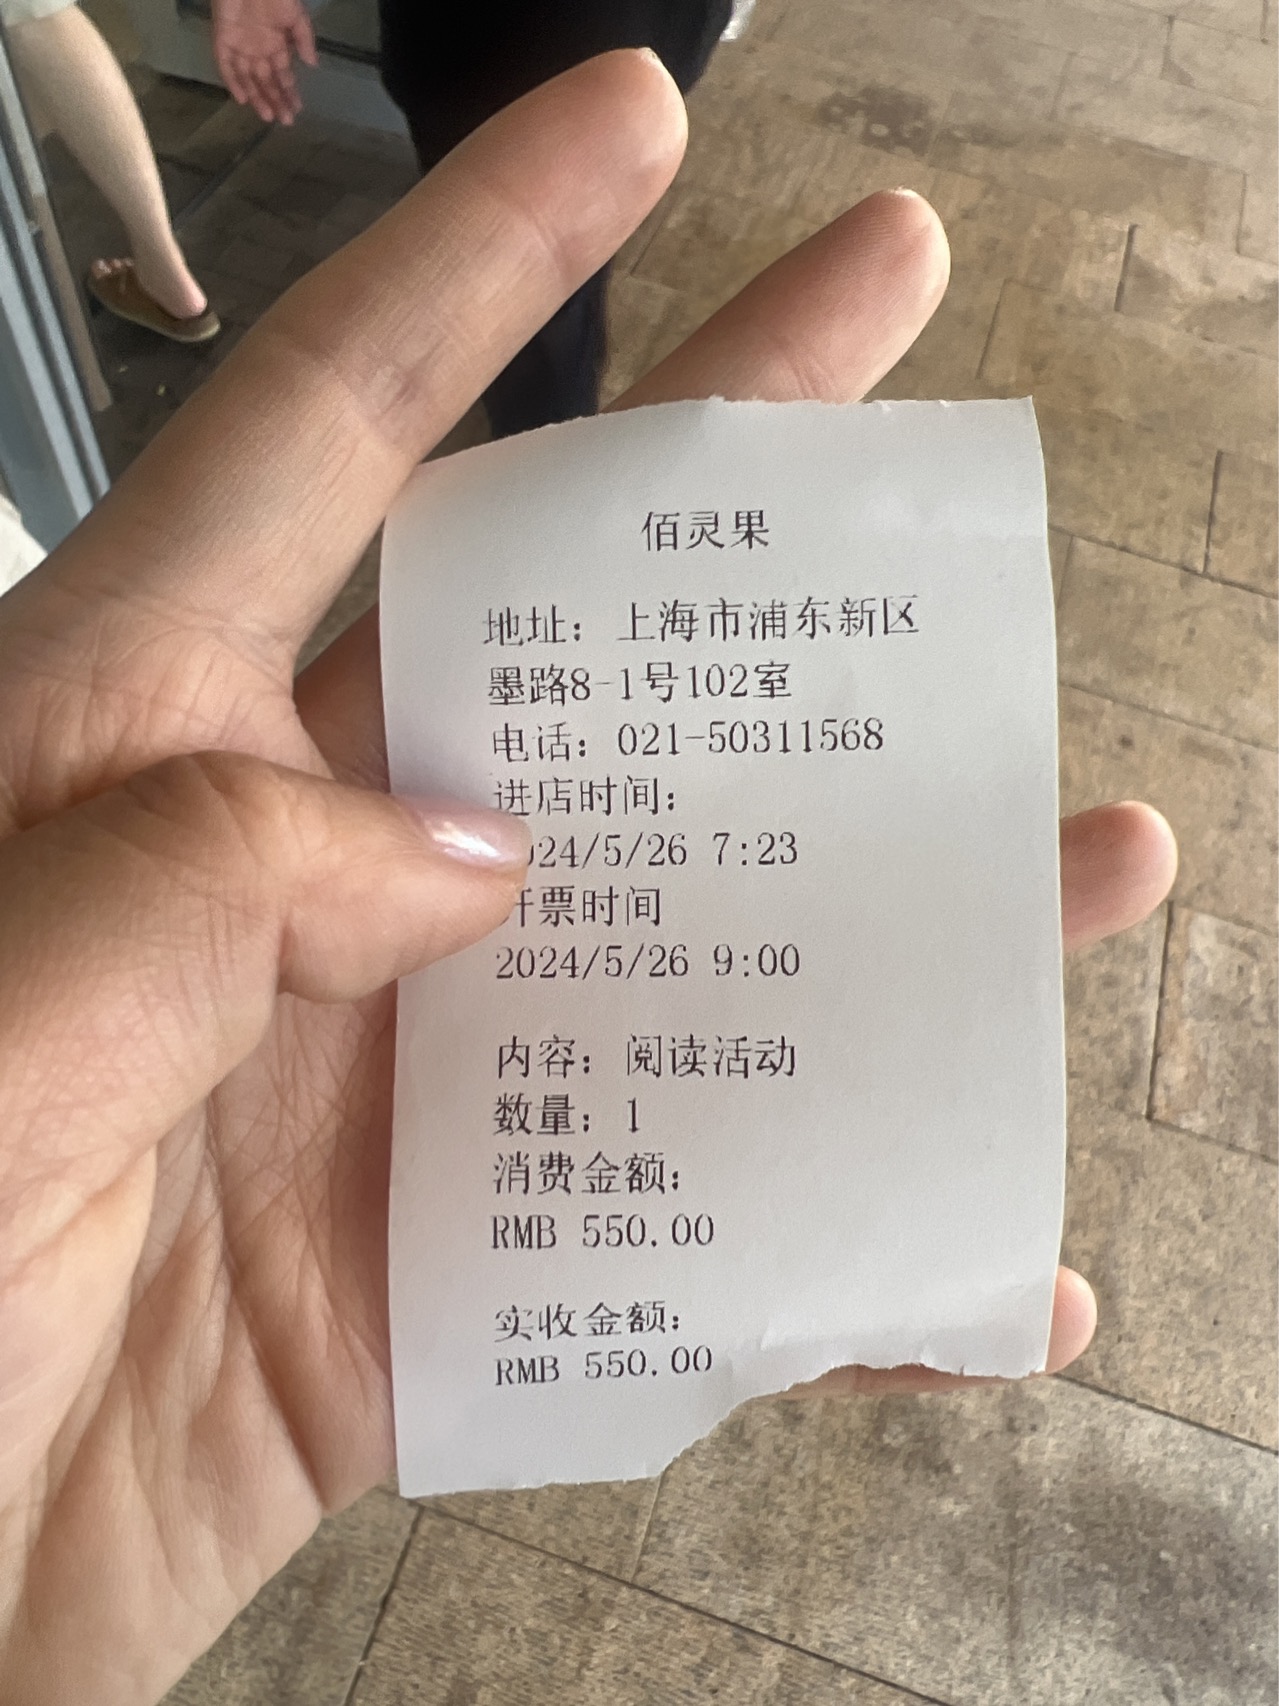 佰灵果
地址：上海市浦东新区
墨路8-1号102室
电话：021-50311568
进店时间：
024/5/26 7:23
开票时间
2024/5/26 9:00
内容：阅读活动
数量：1
消费金额：
RMB 550.00
实收金额：
RMB 550.00